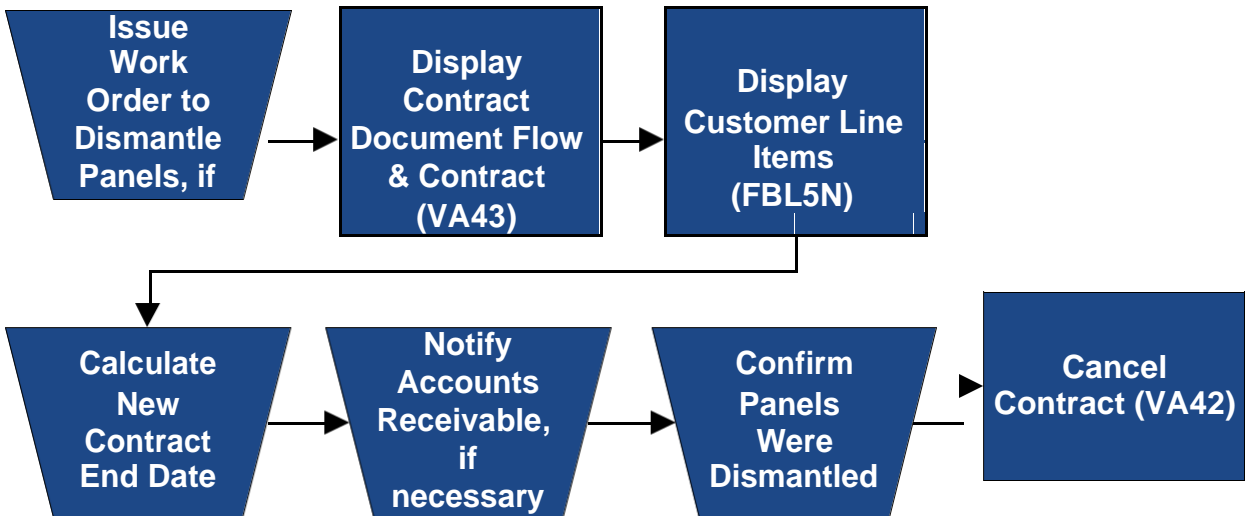 Issue
Work
Order to
Dismantle
Panels, if
Display
Contract
Document Flow
& Contract
(VA43)
Display
Customer Line
Items
(FBL5N)
Calculate
New
Contract
End Date
Notify
Accounts
Receivable,
if
necessary
Confirm
Panels
Were
Dismantled
Cancel
Contract (VA42)